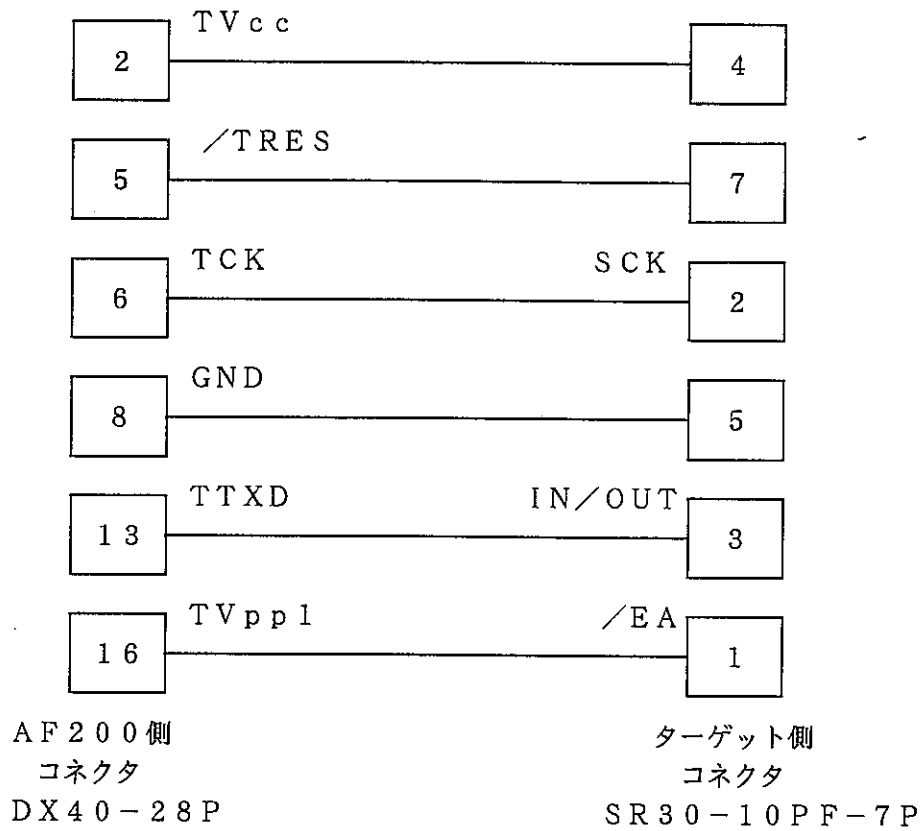 TVcc
2 4
/TRES
5 7
TCK SCK
6 2
GND
8 5
TTXD IN/OUT
13 3
TVpp1 /EA
16 1
AF200側 ターゲット側
コネクタ コネクタ
DX40-28P SR30-10PF-7P